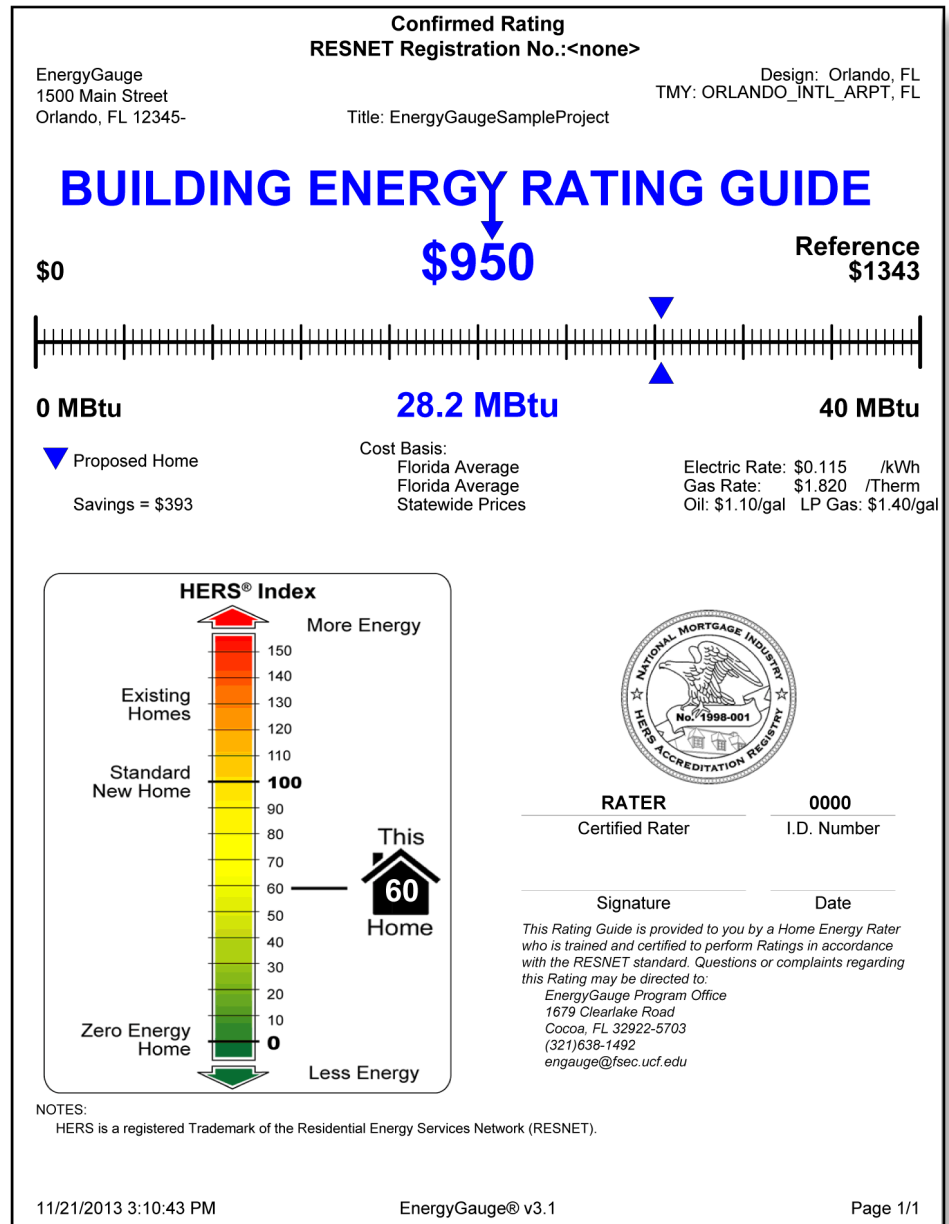 Confirmed Rating
RESNET Registration No.:<none>
EnergyGauge
1500 Main Street
Orlando, FL 12345-
Title: EnergyGaugeSampleProject
Design: Orlando, FL
TMY: ORLANDO_INTL_ARPT, FL
BUILDING ENERGY RATING GUIDE
$0
$950
Reference
$1343
0 MBtu
28.2 MBtu
40 MBtu
Proposed Home
Savings = $393
Cost Basis:
Florida Average
Florida Average
Statewide Prices
Electric Rate: $0.115 /kWh
Gas Rate: $1.820 /Therm
Oil: $1.10/gal LP Gas: $1.40/gal
HERS® Index
More Energy
150
140
130
Existing
Homes
120
110
Standard
New Home
100
90
80
70
60
50
40
30
20
10
Zero Energy
Home
0
Less Energy
This
60
Home
NATIONAL MORTGAGE INDUSTRY
No. 1998-001
HERS ACCREDITATION REGISTRY
RATER
0000
Certified Rater
I.D. Number
Signature
Date
This Rating Guide is provided to you by a Home Energy Rater
who is trained and certified to perform Ratings in accordance
with the RESNET standard. Questions or complaints regarding
this Rating may be directed to:
EnergyGauge Program Office
1679 Clearlake Road
Cocoa, FL 32922-5703
(321)638-1492
engauge@fsec.ucf.edu
NOTES:
HERS is a registered Trademark of the Residential Energy Services Network (RESNET).
11/21/2013 3:10:43 PM
EnergyGauge® v3.1
Page 1/1